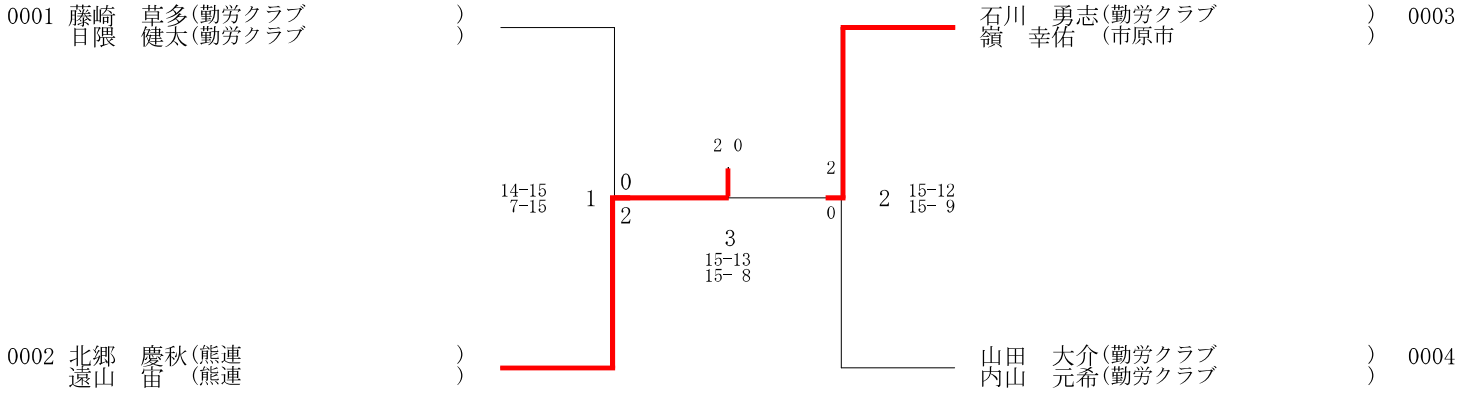 0001 藤崎　草多(勤労クラブ　　　　　　)
日隈　健太(勤労クラブ　　　　　　)
石川　勇志(勤労クラブ　　　　　　) 0003
嶺　幸佑　(市原市　　　　　　　　)
2 0
14-15
7-15
1
0
2
2
0
2
15-12
15- 9
3
15-13
15- 8
0002 北郷　慶秋(熊連　　　　　　　　　)
遠山　宙　(熊連　　　　　　　　　)
山田　大介(勤労クラブ　　　　　　) 0004
内山　元希(勤労クラブ　　　　　　)